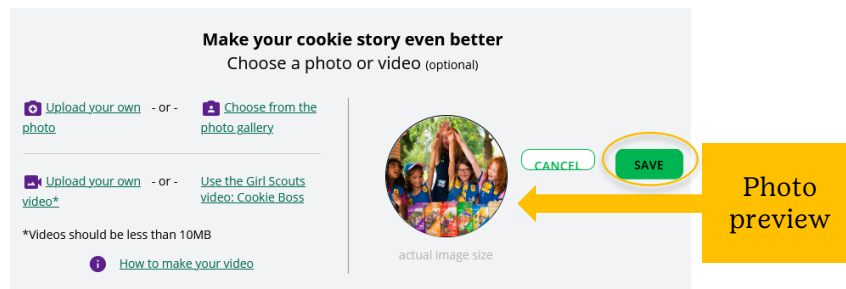 Make your cookie story even better
Choose a photo or video (optional)
Upload your own - or - Choose from the
photo photo gallery
Upload your own - or - Use the Girl Scouts
video* video: Cookie Boss
*Videos should be less than 10MB
How to make your video
CANCEL
SAVE
actual image size
Photo
preview